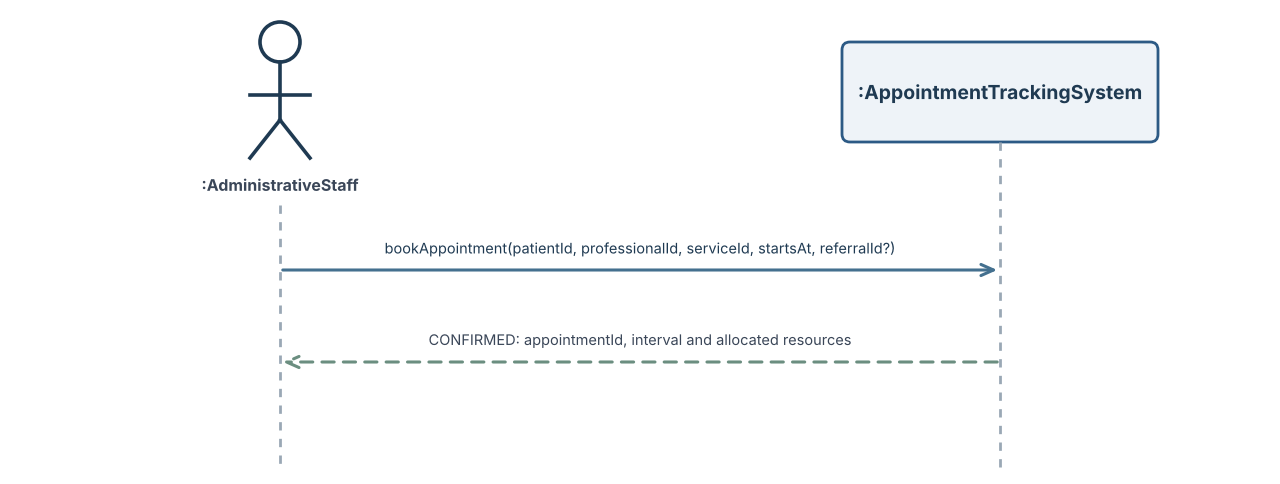 :AppointmentTrackingSystem
:AdministrativeStaff
bookAppointment(patientId, professionalId, serviceId, startsAt, referralId?)
CONFIRMED: appointmentId, interval and allocated resources